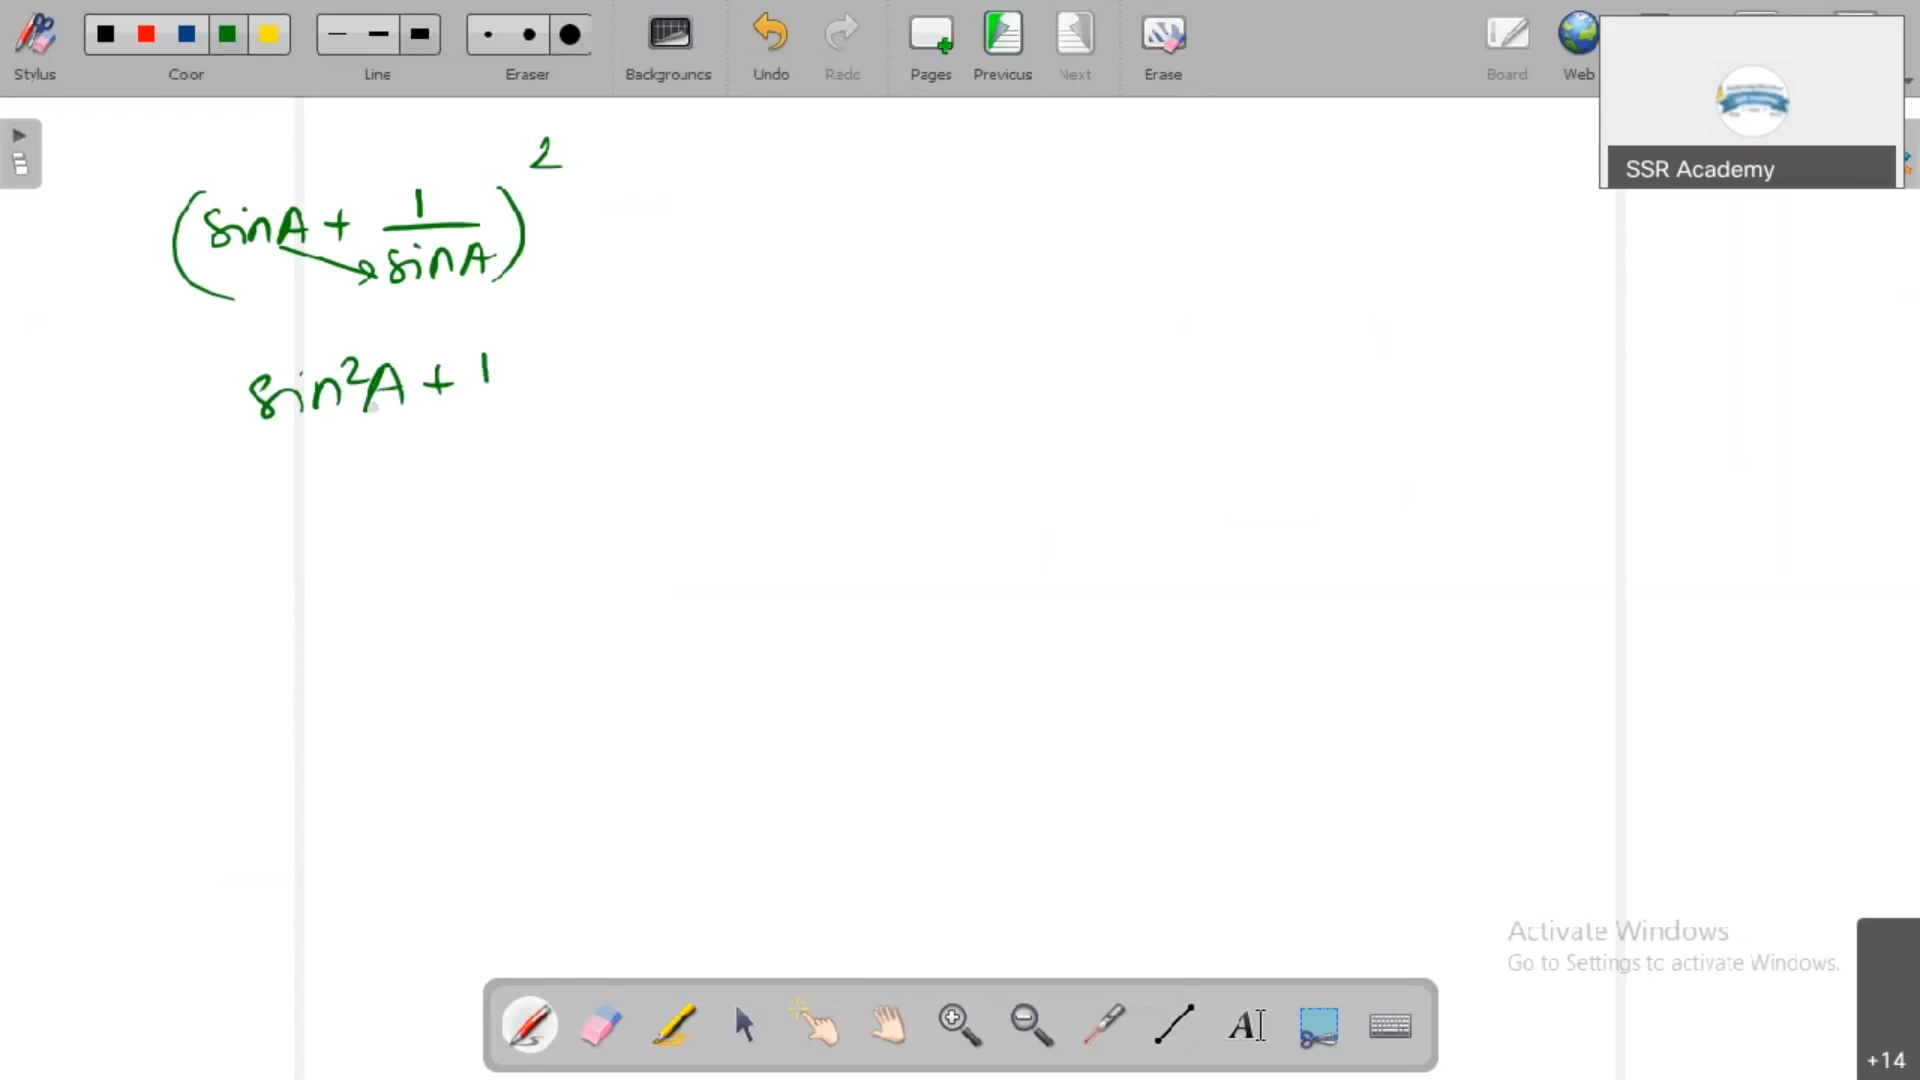 Stylus
Color
Line
Eraser
Backgrounds
Undo
Redo
Pages
Previous
Next
Erase
Board
Web
SSR Academy
(sinA + 1/sinA)²
sin²A + 1
Activate Windows
Go to Settings to activate Windows.
+14